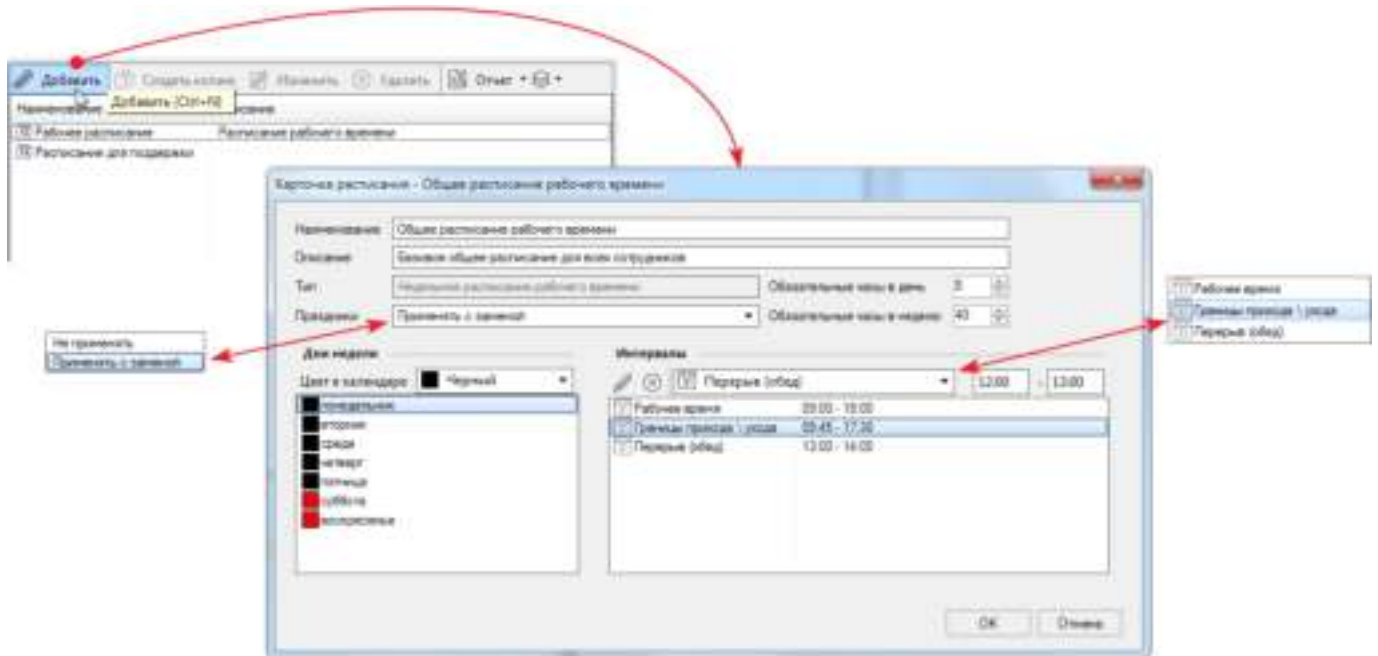 Добавить Создать копию Изменить Удалить Отчет
Наименование
Добавить (Ctrl+N)
Рабочее расписание Расписание рабочего времени
Расписание для поддержки
Карточка расписания - Общее расписание рабочего времени
Наименование Общее расписание рабочего времени
Описание Базовое общее расписание для всех сотрудников
Тип Недельное расписание рабочего времени Обязательные часы в день
Праздники Применять с заменой Обязательные часы в неделю 40
Не применять
Применять с заменой
Рабочее время
Границы прихода \ ухода
Перерыв (обед)
Дни недели
Цвет в календаре Черный
понедельник
вторник
среда
четверг
пятница
суббота
воскресенье
Интервалы
Перерыв (обед) 12:00 - 13:00
Рабочее время 09:00 - 18:00
Границы прихода \ ухода 09:45 - 17:30
Перерыв (обед) 13:00 - 14:00
OK Отмена